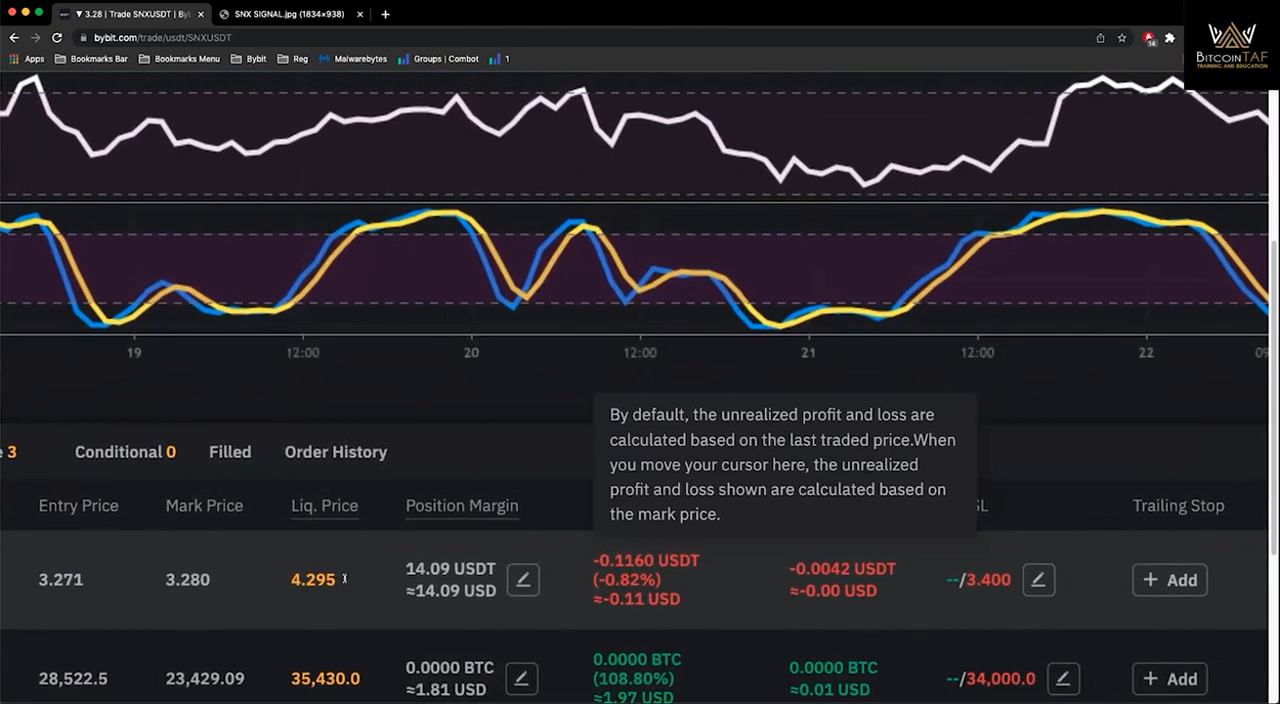 ▼ 3.28 | Trade SNXUSDT | Byb
SNX SIGNAL.jpg (1834×938)
bybit.com/trade/usdt/SNXUSDT
14
Apps
Bookmarks Bar
Bookmarks Menu
Bybit
Reg
Malwarebytes
Groups | Combot
1
BITCOINTAF
TRAINING AND EDUCATION
19
12:00
20
12:00
21
12:00
22
09
By default, the unrealized profit and loss are
calculated based on the last traded price.When
you move your cursor here, the unrealized
profit and loss shown are calculated based on
the mark price.
e 3
Conditional 0
Filled
Order History
Entry Price
Mark Price
Liq. Price
Position Margin
SL
Trailing Stop
3.271
3.280
4.295
14.09 USDT
≈14.09 USD
-0.1160 USDT
(-0.82%)
≈-0.11 USD
-0.0042 USDT
≈-0.00 USD
--/3.400
+ Add
28,522.5
23,429.09
35,430.0
0.0000 BTC
≈1.81 USD
0.0000 BTC
(108.80%)
≈1.97 USD
0.0000 BTC
≈0.01 USD
--/34,000.0
+ Add